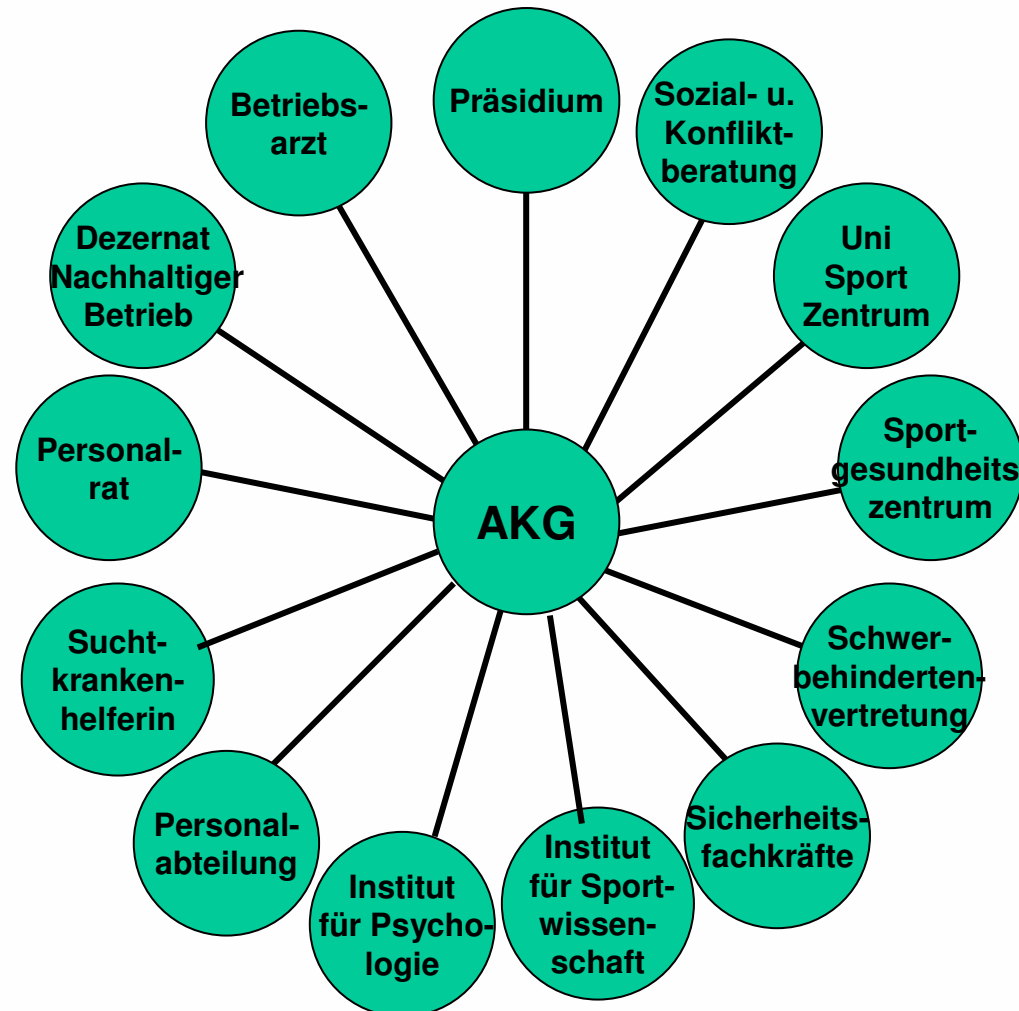 Präsidium
Sozial- u.
Konflikt-
beratung
Uni
Sport
Zentrum
Sport-
gesundheits
zentrum
Schwer-
behinderten-
vertretung
Sicherheits-
fachkräfte
Institut
für Sport-
wissen-
schaft
Institut
für Psycho-
logie
Personal-
abteilung
Sucht-
kranken-
helferin
Personal-
rat
Dezernat
Nachhaltiger
Betrieb
Betriebs-
arzt
AKG